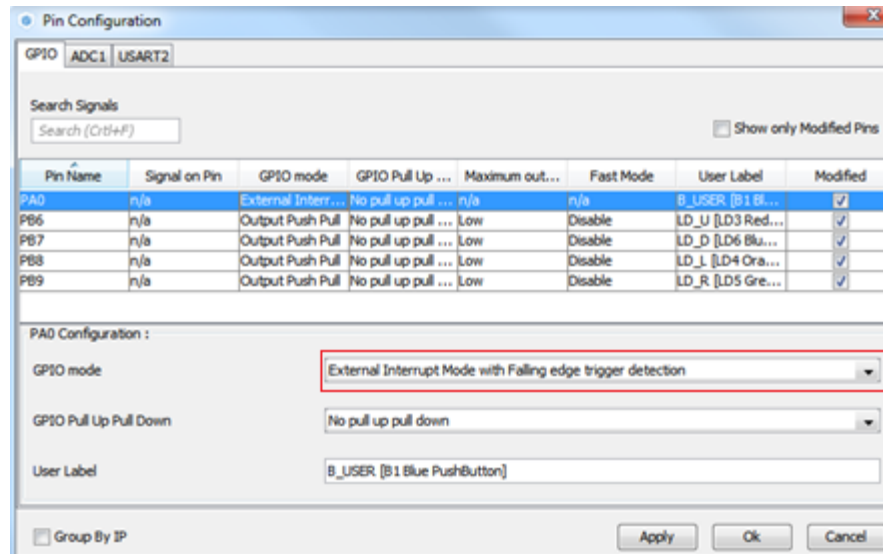 Pin Configuration
GPIO ADC1 USART2
Search Signals
Search (Crtl+F)
Show only Modified Pins
Pin Name Signal on Pin GPIO mode GPIO Pull Up ... Maximum out... Fast Mode User Label Modified
PA0 n/a External Interr... No pull up pull ... n/a n/a B_USER [B1 Bl...
PB6 n/a Output Push Pull No pull up pull ... Low Disable LD_U [LD3 Red...
PB7 n/a Output Push Pull No pull up pull ... Low Disable LD_D [LD6 Blu...
PB8 n/a Output Push Pull No pull up pull ... Low Disable LD_L [LD4 Ora...
PB9 n/a Output Push Pull No pull up pull ... Low Disable LD_R [LD5 Gre...
PA0 Configuration :
GPIO mode External Interrupt Mode with Falling edge trigger detection
GPIO Pull Up Pull Down No pull up pull down
User Label B_USER [B1 Blue PushButton]
Group By IP Apply Ok Cancel